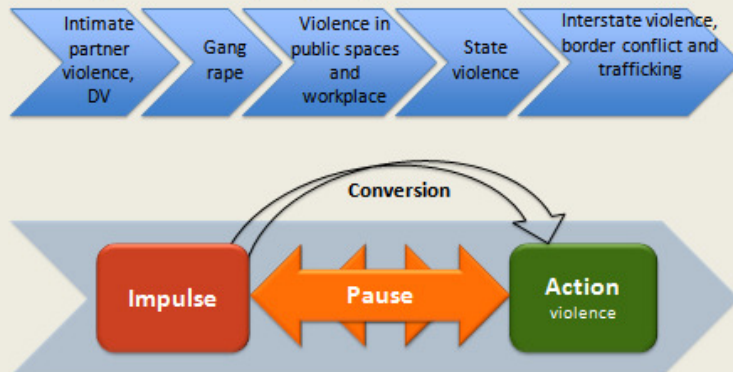 Intimate
partner
violence,
DV
Gang
rape
Violence in
public spaces
and
workplace
State
violence
Interstate violence,
border conflict and
trafficking
Conversion
Impulse
Pause
Action
violence